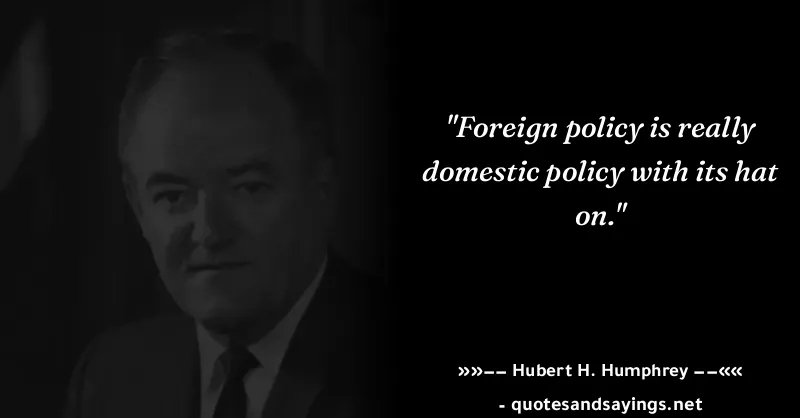 "Foreign policy is really
domestic policy with its hat
on."
»»–– Hubert H. Humphrey ––««
- quotesandsayings.net